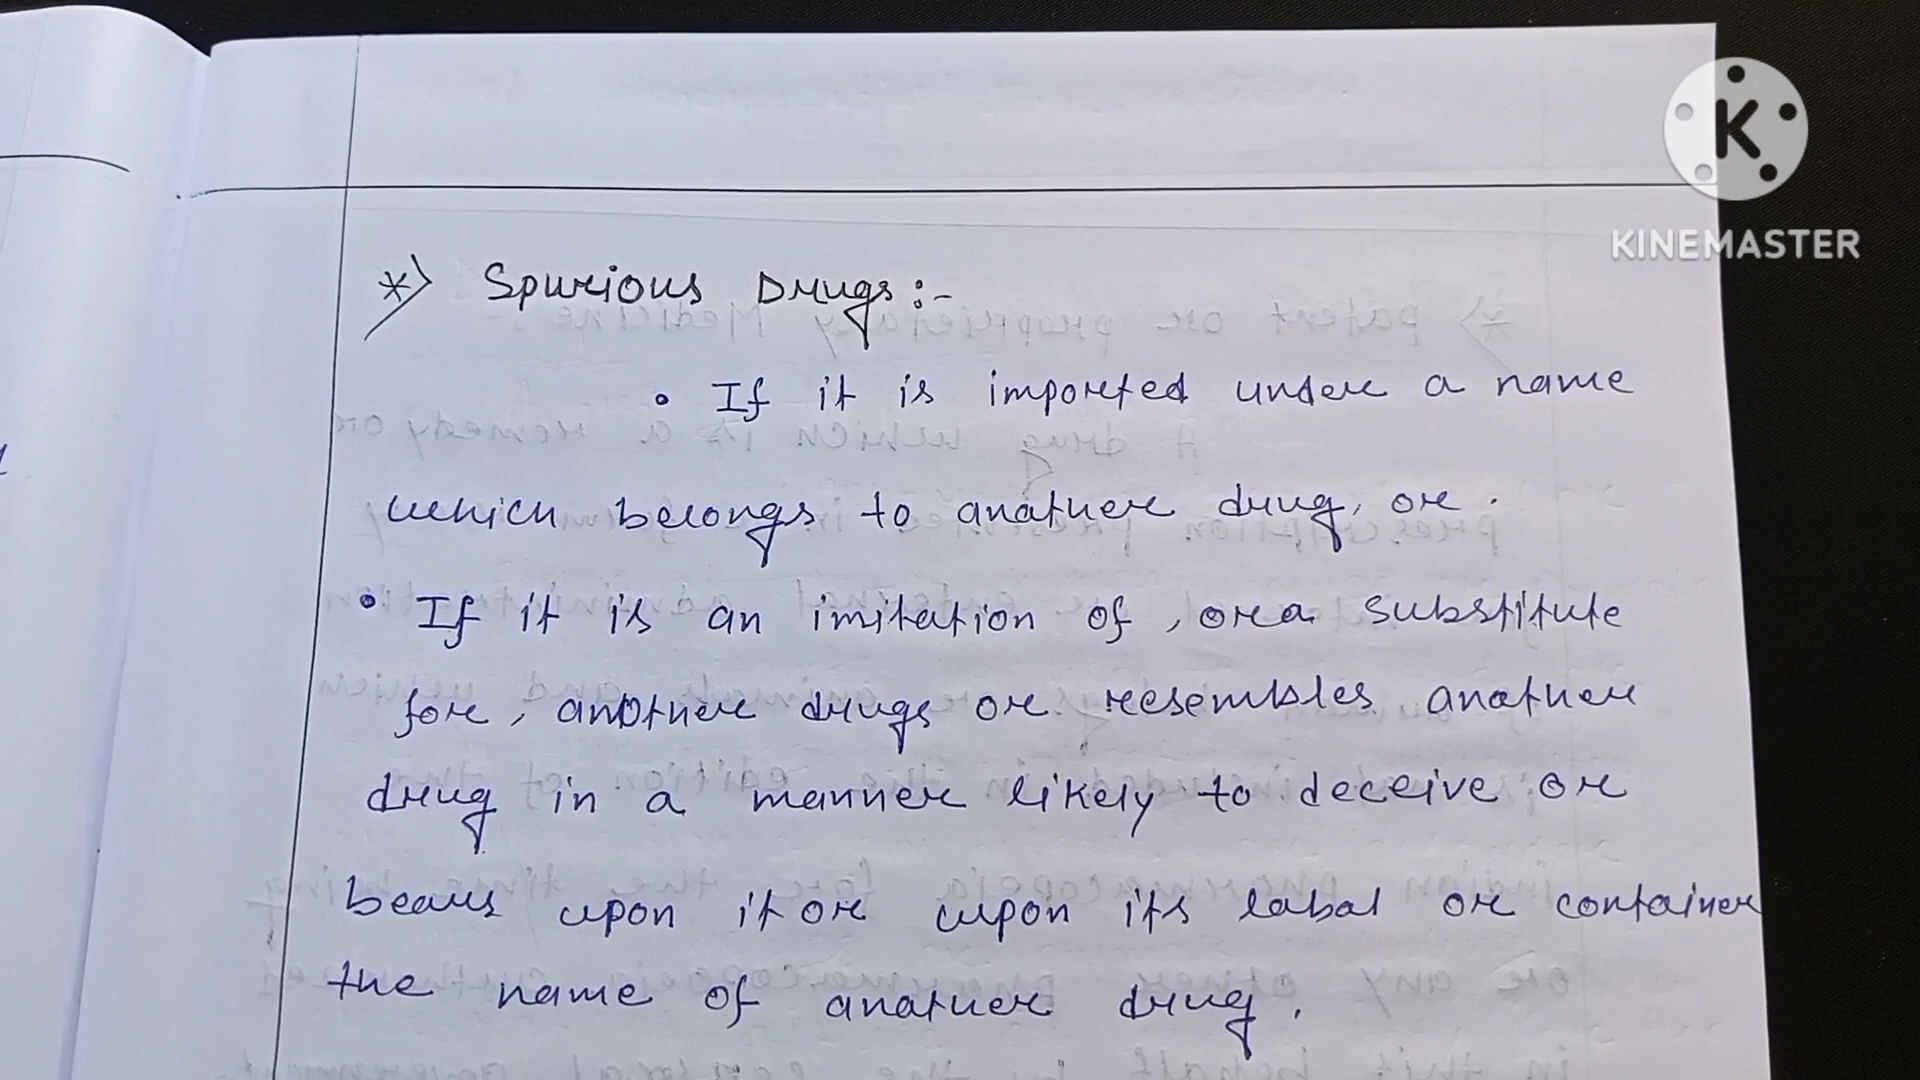 K
KINEMASTER
*> Spurious Drugs :-
• If it is imported under a name
which belongs to another drug, or.
• If it is an imitation of, or a substitute
for, another drugs or resembles another
drug in a manner likely to deceive or
bears upon it or upon its labal or container
the name of another drug.